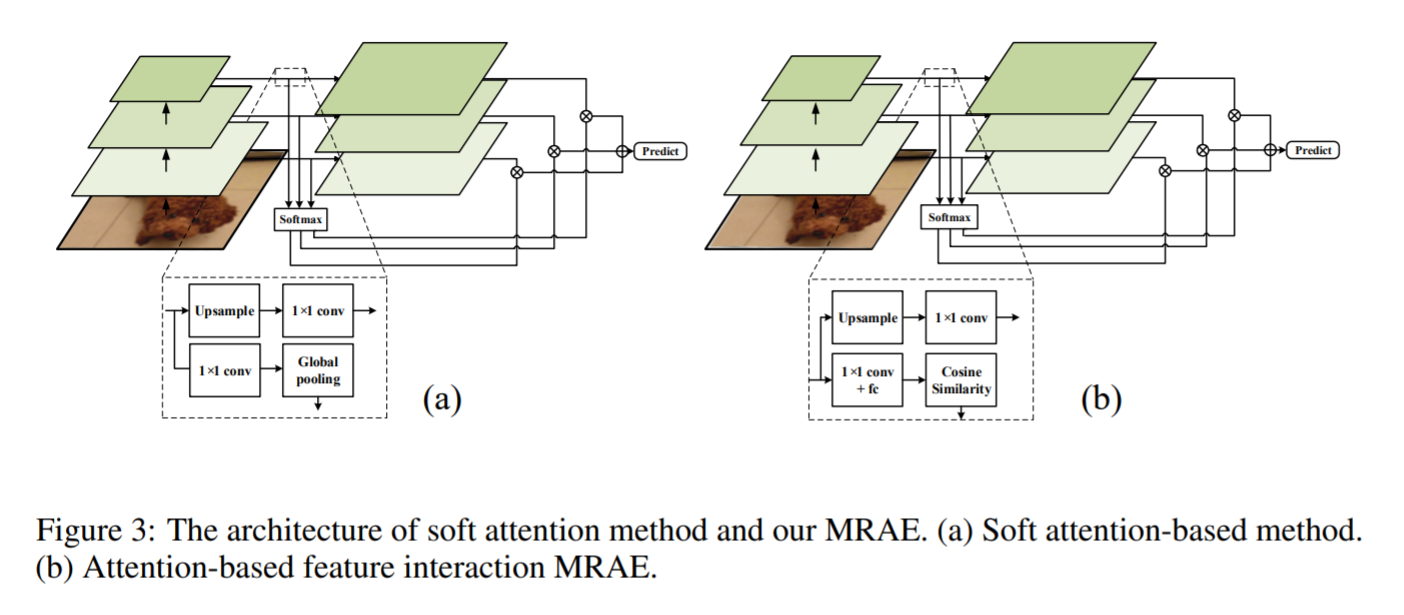 Predict
Softmax
Upsample
1×1 conv
1×1 conv
Global
pooling
(a)
Predict
Softmax
Upsample
1×1 conv
1×1 conv
+ fc
Cosine
Similarity
(b)
Figure 3: The architecture of soft attention method and our MRAE. (a) Soft attention-based method.
(b) Attention-based feature interaction MRAE.